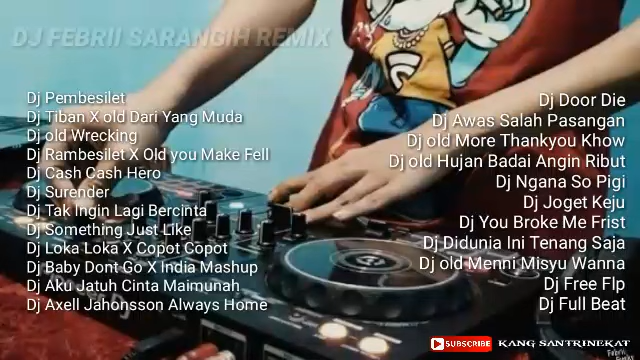 DJ FEBRII SARANGIH REMIX
Dj Pembesilet
Dj Tiban X old Dari Yang Muda
Dj old Wrecking
Dj Rambesilet X Old you Make Fell
Dj Cash Cash Hero
Dj Surender
Dj Tak Ingin Lagi Bercinta
Dj Something Just Like
Dj Loka Loka X Copot Copot
Dj Baby Dont Go X India Mashup
Dj Aku Jatuh Cinta Maimunah
Dj Axell Jahonsson Always Home
Dj Door Die
Dj Awas Salah Pasangan
Dj old More Thankyou Khow
Dj old Hujan Badai Angin Ribut
Dj Ngana So Pigi
Dj Joget Keju
Dj You Broke Me Frist
Dj Didunia Ini Tenang Saja
Dj old Menni Misyu Wanna
Dj Free Flp
Dj Full Beat
SUBSCRIBE KANG SANTRINEKAT